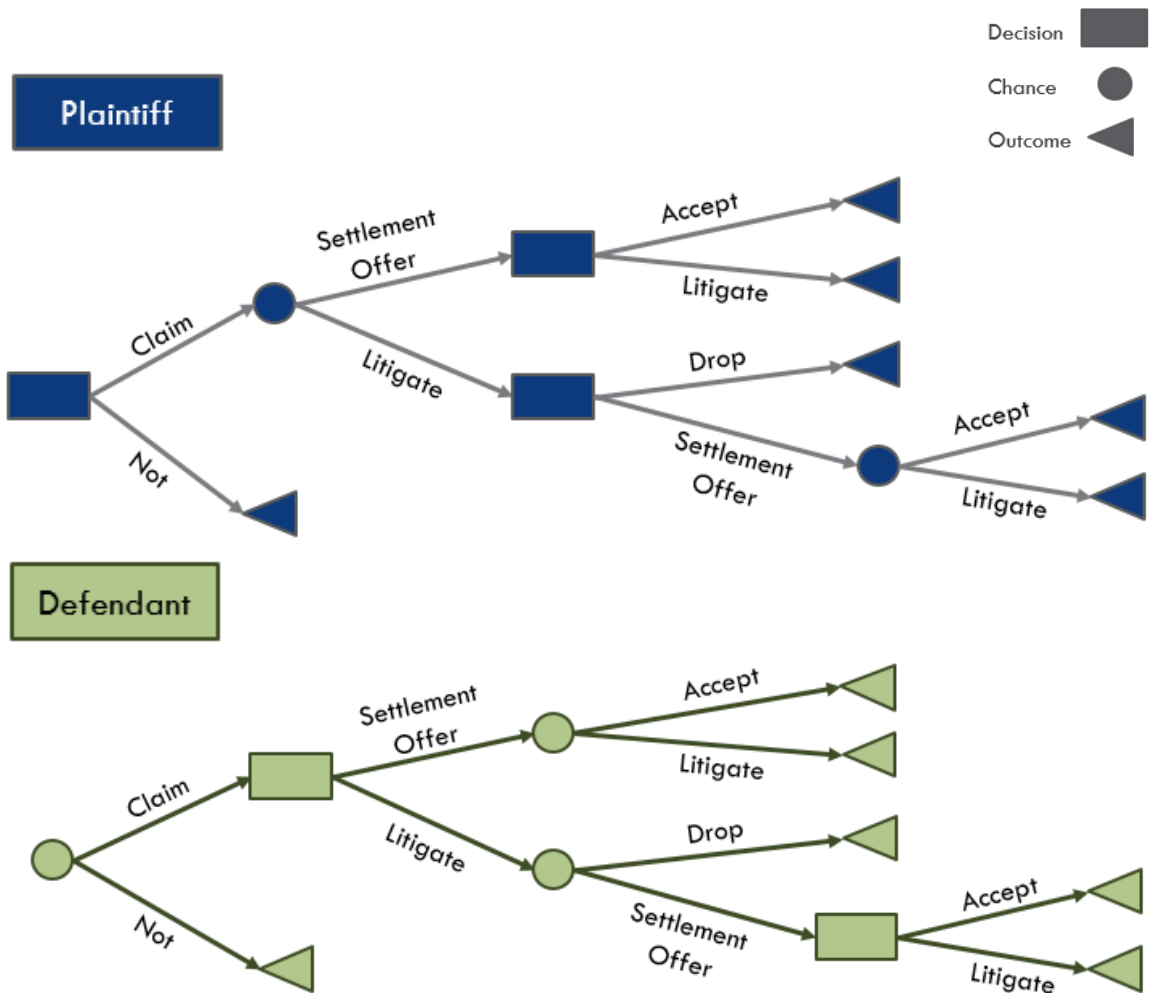 Decision
Chance
Outcome
Plaintiff
Settlement
Offer
Accept
Litigate
Claim
Litigate
Drop
Accept
Settlement
Offer
Litigate
Not
Defendant
Settlement
Offer
Accept
Litigate
Claim
Litigate
Drop
Accept
Settlement
Offer
Litigate
Not